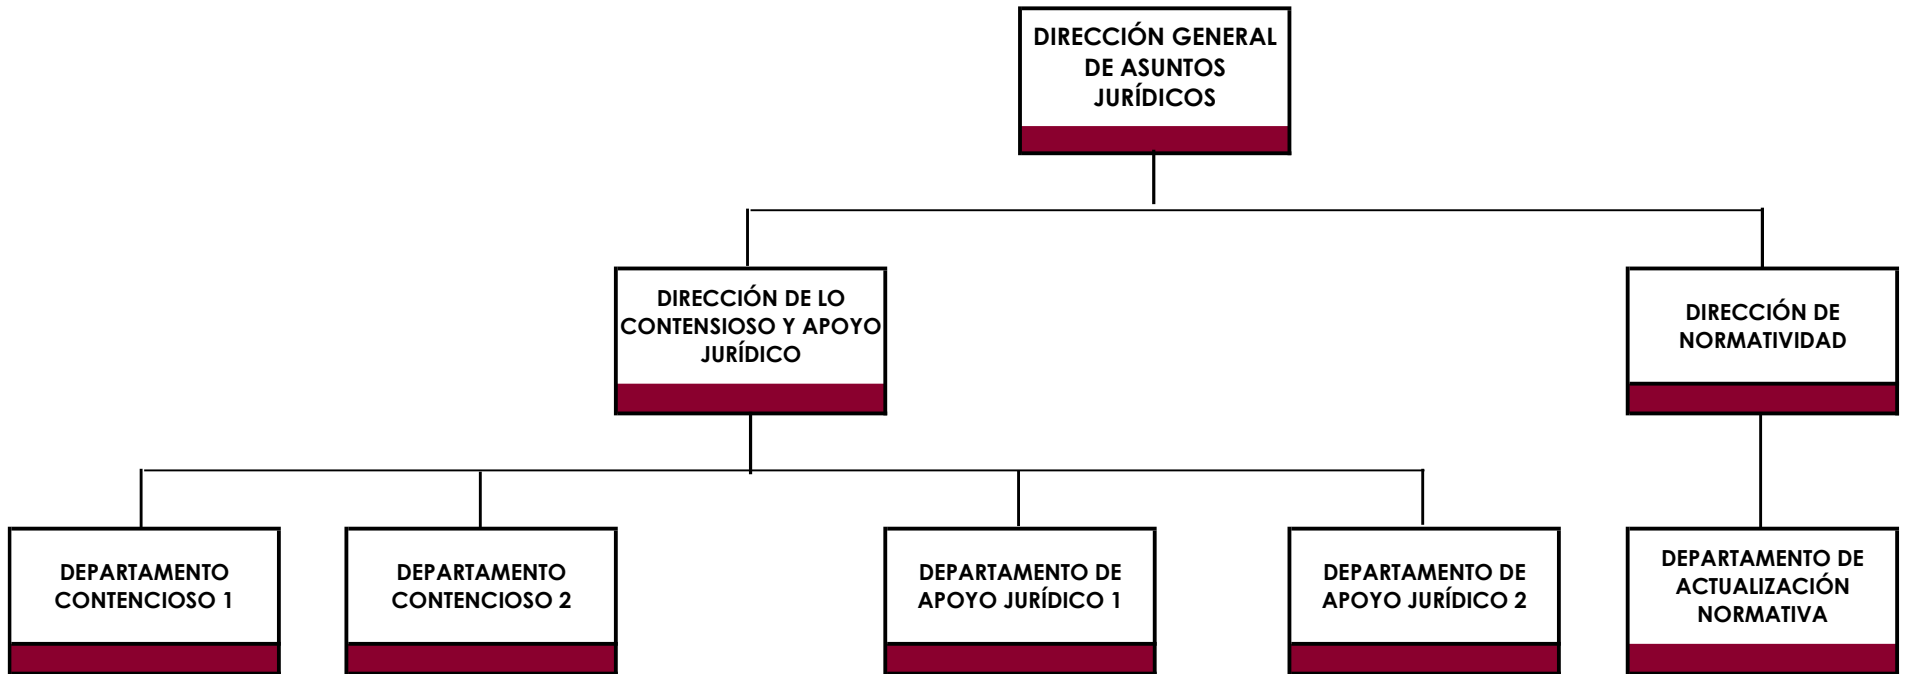 DIRECCIÓN GENERAL
DE ASUNTOS
JURÍDICOS
DIRECCIÓN DE LO
CONTENSIOSO Y APOYO
JURÍDICO
DIRECCIÓN DE
NORMATIVIDAD
DEPARTAMENTO
CONTENCIOSO 1
DEPARTAMENTO
CONTENCIOSO 2
DEPARTAMENTO DE
APOYO JURÍDICO 1
DEPARTAMENTO DE
APOYO JURÍDICO 2
DEPARTAMENTO DE
ACTUALIZACIÓN
NORMATIVA